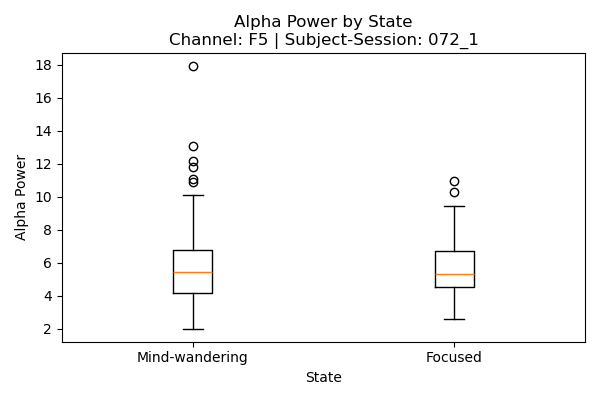 Alpha Power by State
Channel: F5 | Subject-Session: 072_1
18
16
14
12
10
8
6
4
2
Alpha Power
Mind-wandering
Focused
State